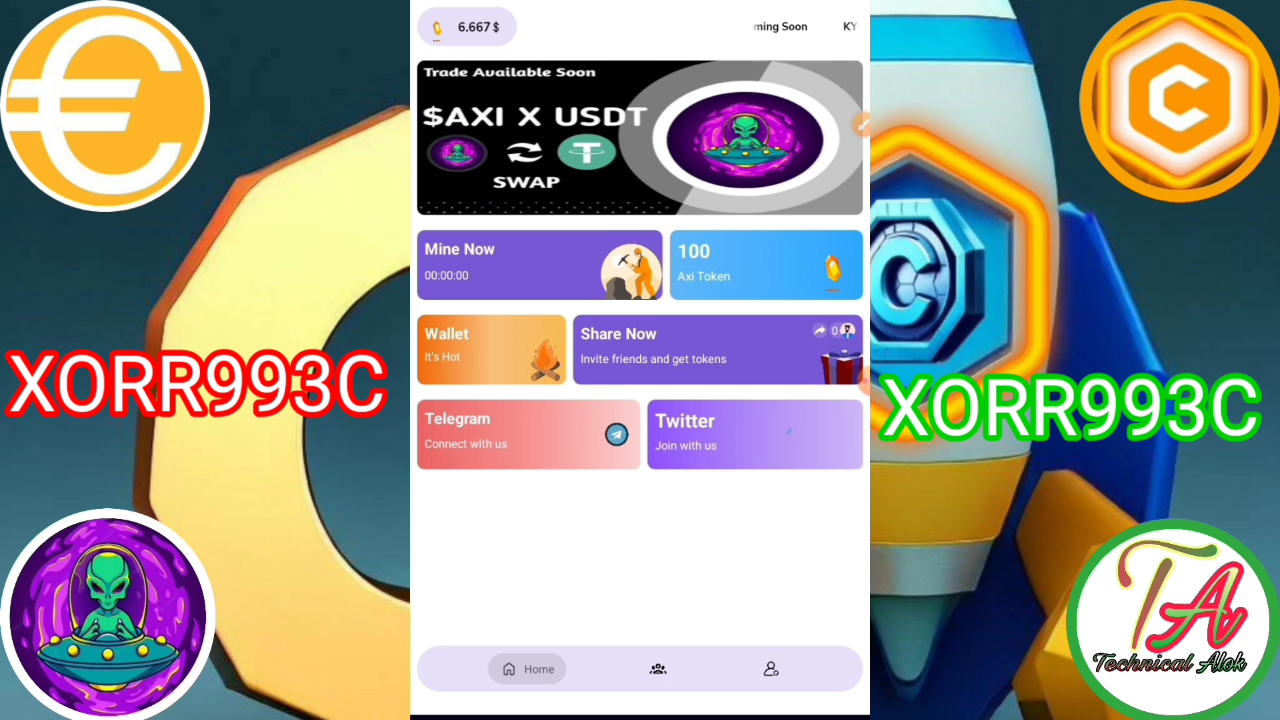 6.667 $
ming Soon
KY
Trade Available Soon
$AXI X USDT
SWAP
Mine Now
00:00:00
100
Axi Token
Wallet
It's Hot
Share Now
0
Invite friends and get tokens
Telegram
Connect with us
Twitter
Join with us
Home
XORR993C
XORR993C
TA
Technical Alok